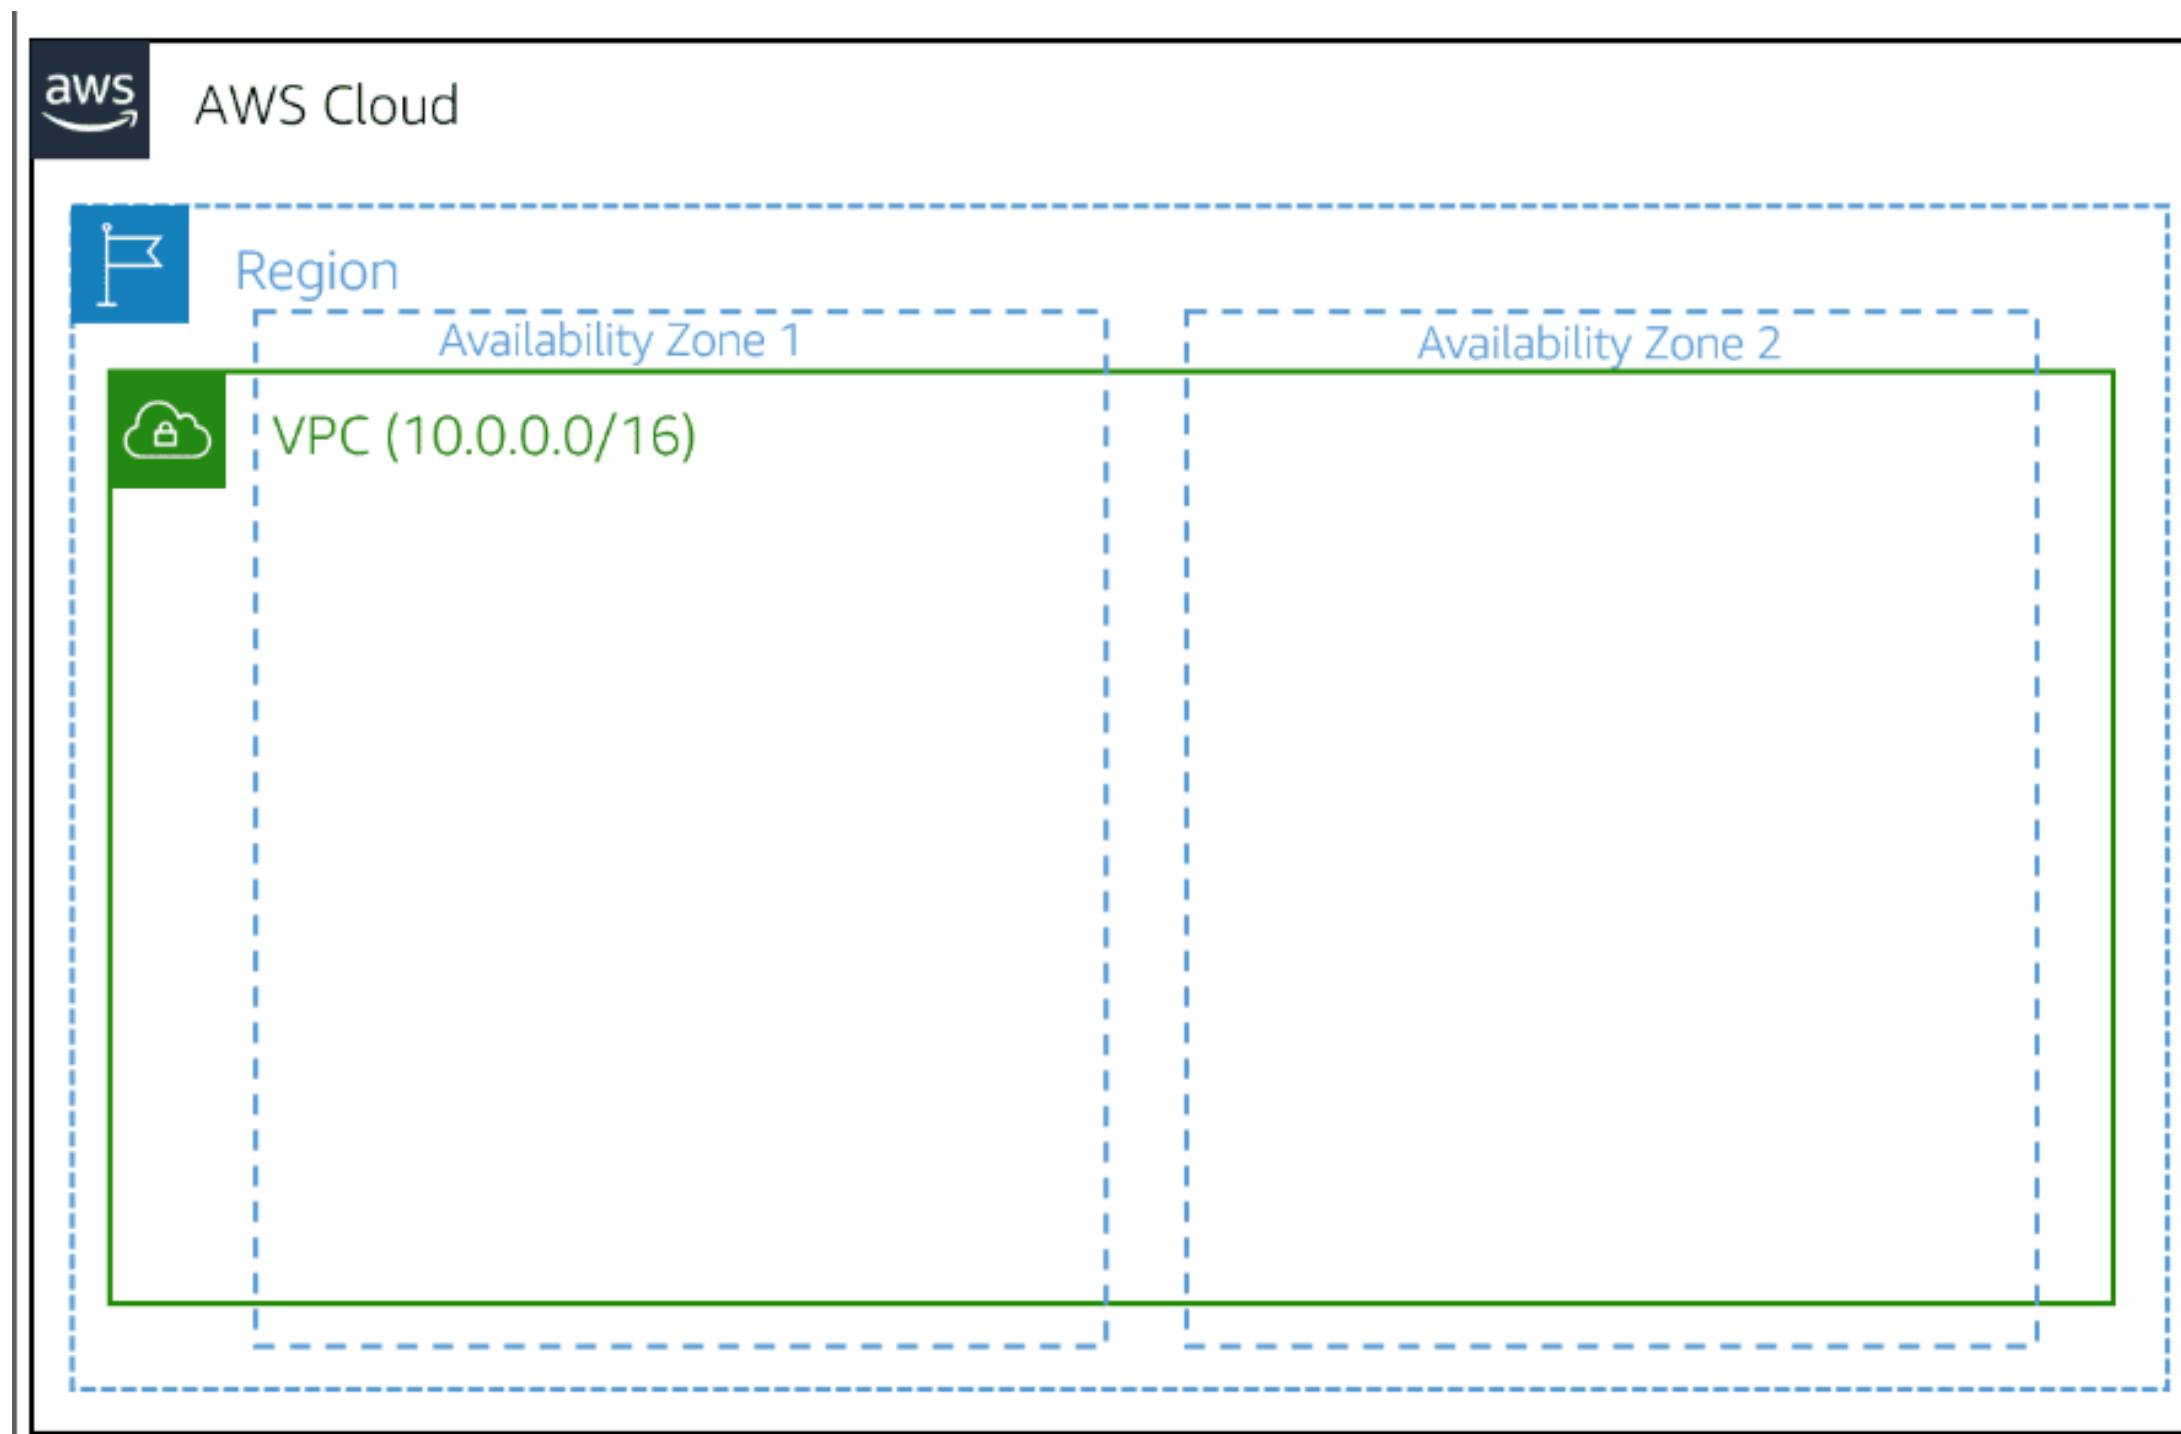 aws
AWS Cloud
Region
Availability Zone 1
Availability Zone 2
VPC (10.0.0.0/16)